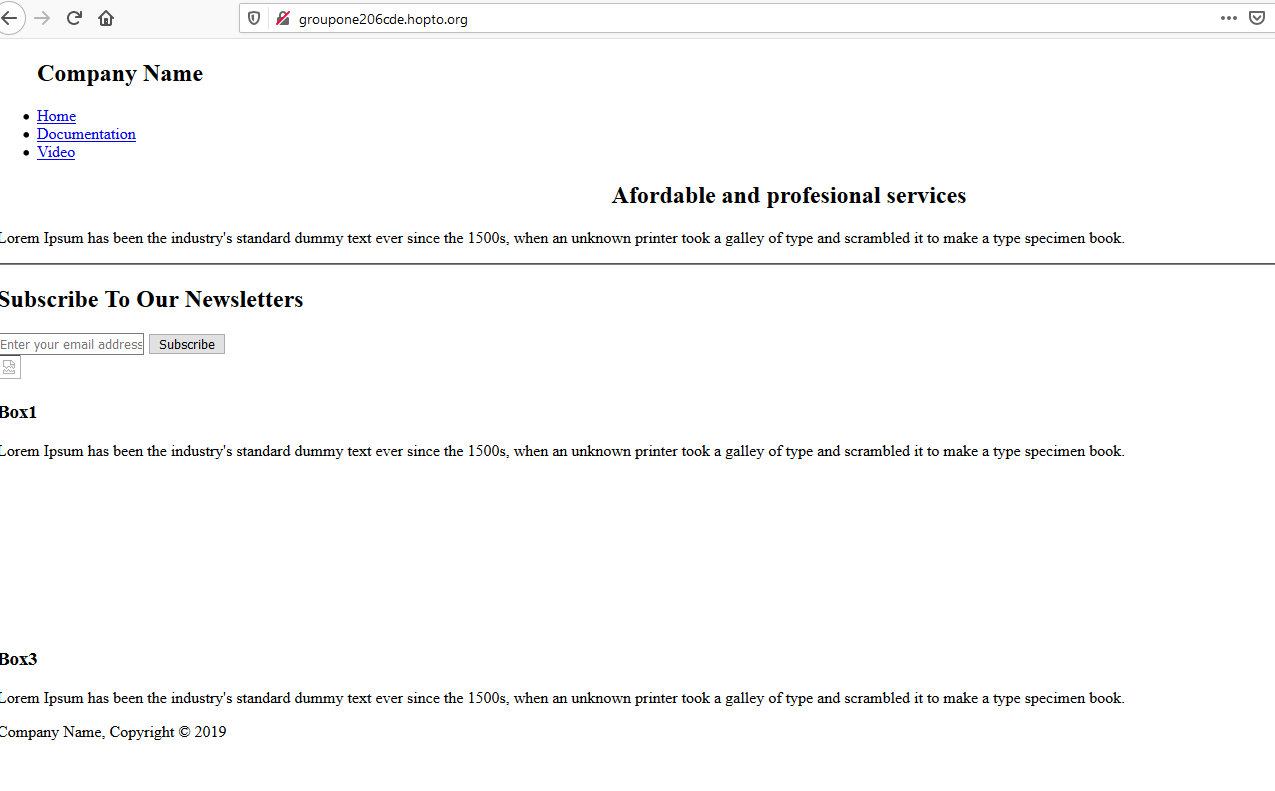 groupone206cde.hopto.org
Company Name
Home
Documentation
Video
Afordable and profesional services
Lorem Ipsum has been the industry's standard dummy text ever since the 1500s, when an unknown printer took a galley of type and scrambled it to make a type specimen book.
Subscribe To Our Newsletters
Enter your email address Subscribe
Box1
Lorem Ipsum has been the industry's standard dummy text ever since the 1500s, when an unknown printer took a galley of type and scrambled it to make a type specimen book.
Box3
Lorem Ipsum has been the industry's standard dummy text ever since the 1500s, when an unknown printer took a galley of type and scrambled it to make a type specimen book.
Company Name, Copyright © 2019